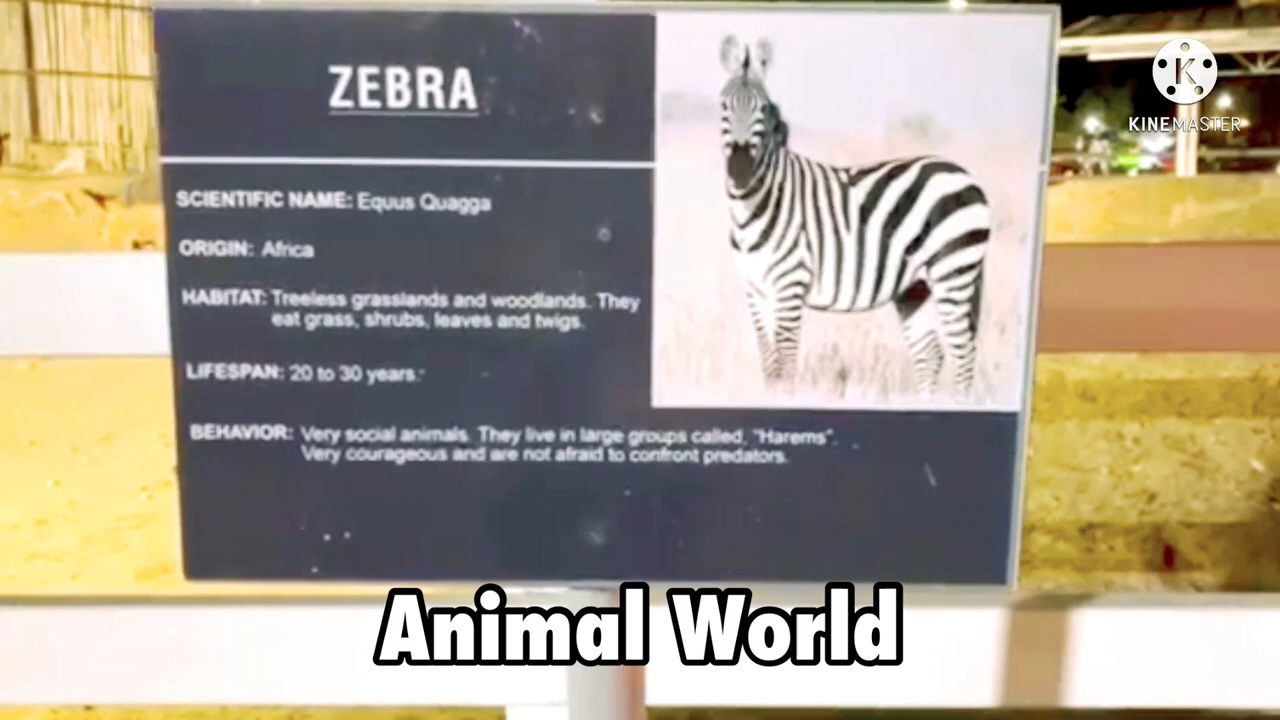 ZEBRA
SCIENTIFIC NAME: Equus Quagga
ORIGIN: Africa
HABITAT: Treeless grasslands and woodlands. They
eat grass, shrubs, leaves and twigs.
LIFESPAN: 20 to 30 years.
BEHAVIOR: Very social animals. They live in large groups called, "Harems".
Very courageous and are not afraid to confront predators.
K
KINEMASTER
Animal World